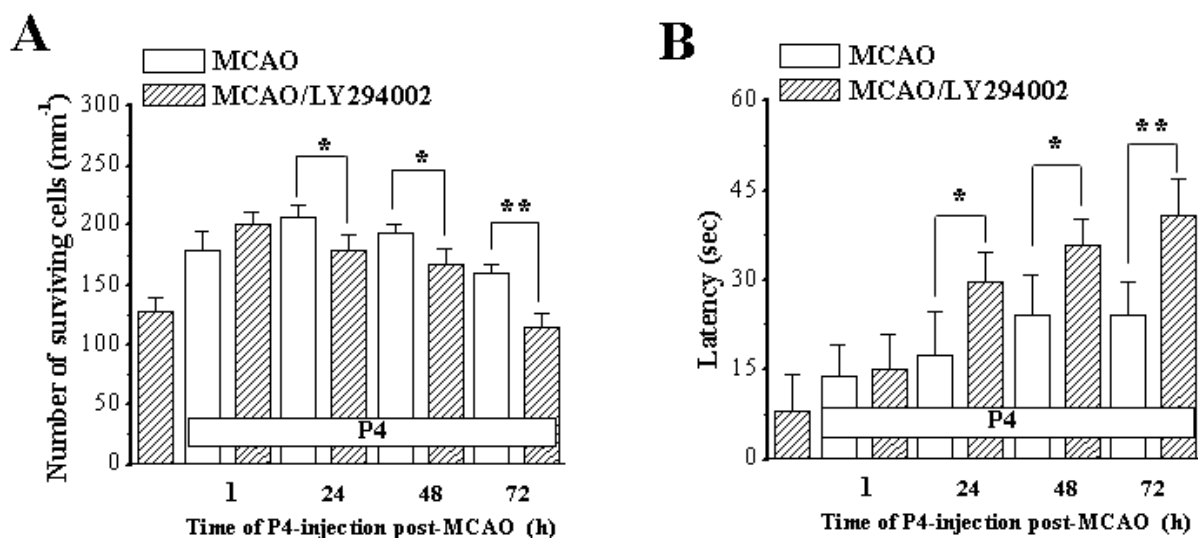 A
MCAO
MCAO/LY294002
Number of surviving cells (mm-1)
300
250
200
150
100
50
0
*
*
**
P4
1 24 48 72
Time of P4-injection post-MCAO (h)
B
MCAO
MCAO/LY294002
Latency (sec)
60
45
30
15
0
*
*
**
P4
1 24 48 72
Time of P4-injection post-MCAO (h)